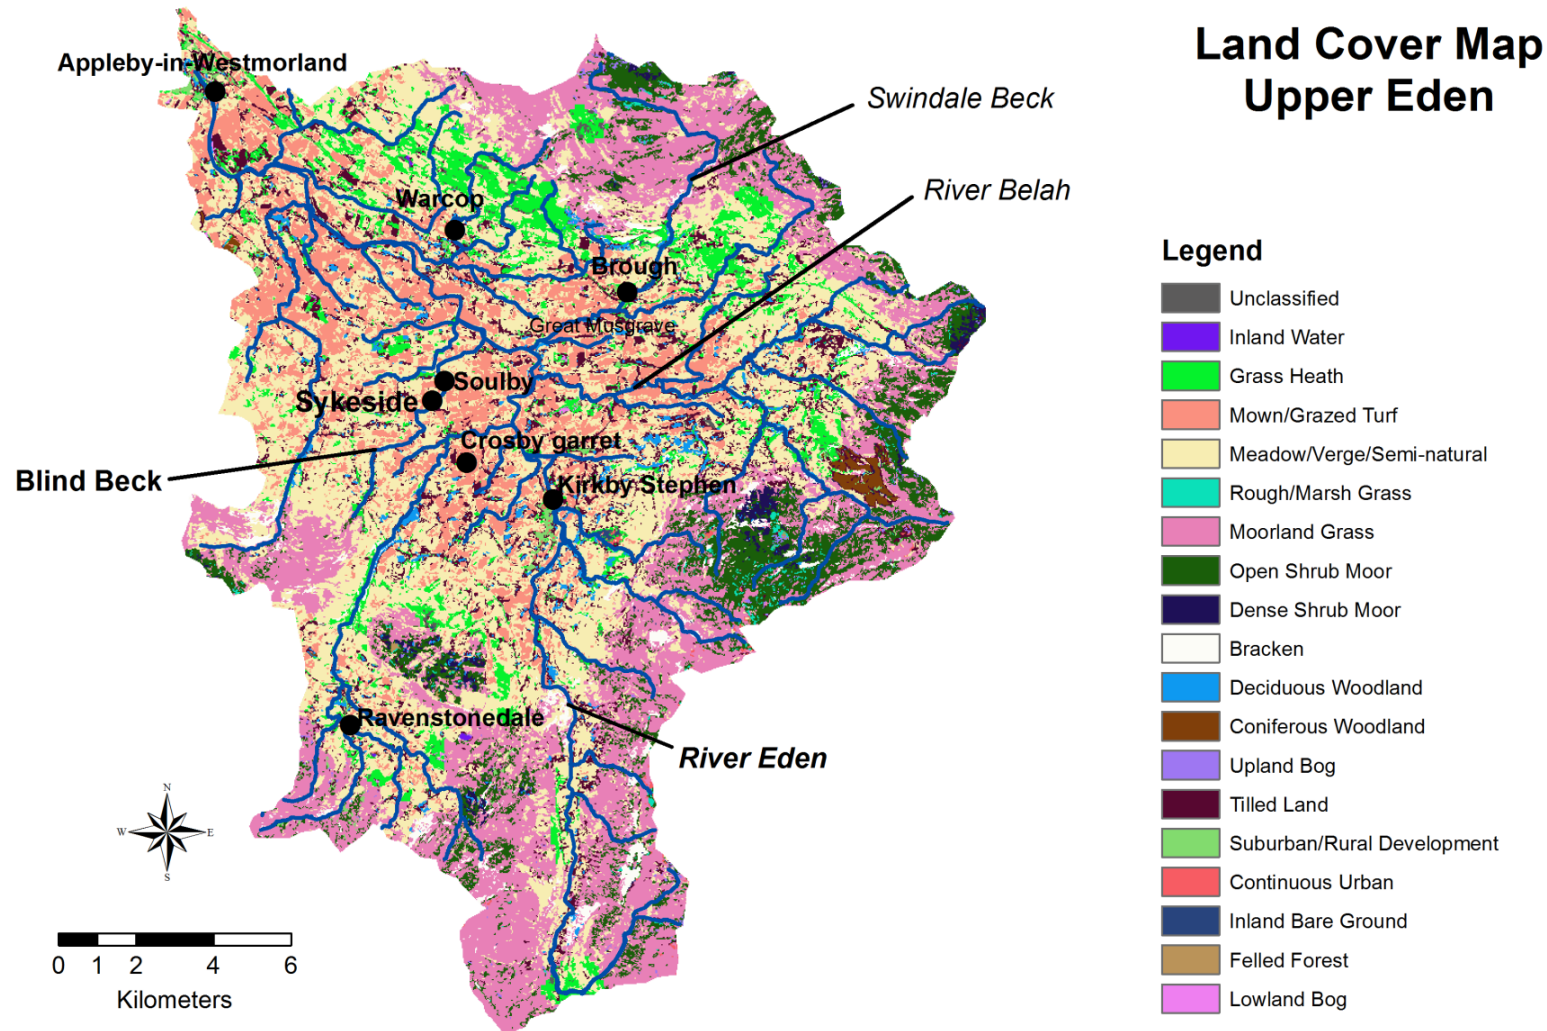 Land Cover Map
Upper Eden
Appleby-in-Westmorland
Swindale Beck
River Belah
Warcop
Brough
Great Musgrave
Soulby
Sykeside
Crosby garret
Blind Beck
Kirkby Stephen
Ravenstonedale
River Eden
N
W
E
S
0 1 2 4 6
Kilometers
Legend
Unclassified
Inland Water
Grass Heath
Mown/Grazed Turf
Meadow/Verge/Semi-natural
Rough/Marsh Grass
Moorland Grass
Open Shrub Moor
Dense Shrub Moor
Bracken
Deciduous Woodland
Coniferous Woodland
Upland Bog
Tilled Land
Suburban/Rural Development
Continuous Urban
Inland Bare Ground
Felled Forest
Lowland Bog